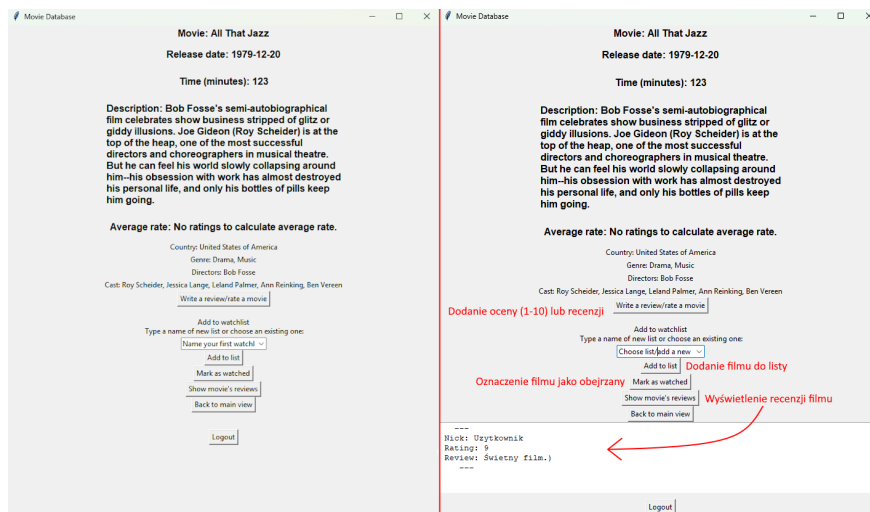 Movie Database
Movie: All That Jazz
Release date: 1979-12-20
Time (minutes): 123
Description: Bob Fosse's semi-autobiographical
film celebrates show business stripped of glitz or
giddy illusions. Joe Gideon (Roy Scheider) is at the
top of the heap, one of the most successful
directors and choreographers in musical theatre.
But he can feel his world slowly collapsing around
him--his obsession with work has almost destroyed
his personal life, and only his bottles of pills keep
him going.
Average rate: No ratings to calculate average rate.
Country: United States of America
Genre: Drama, Music
Directors: Bob Fosse
Cast: Roy Scheider, Jessica Lange, Leland Palmer, Ann Reinking, Ben Vereen
Write a review/rate a movie
Add to watchlist
Type a name of new list or choose an existing one:
Name your first watchl
Add to list
Mark as watched
Show movie's reviews
Back to main view
Logout
Movie Database
Movie: All That Jazz
Release date: 1979-12-20
Time (minutes): 123
Description: Bob Fosse's semi-autobiographical
film celebrates show business stripped of glitz or
giddy illusions. Joe Gideon (Roy Scheider) is at the
top of the heap, one of the most successful
directors and choreographers in musical theatre.
But he can feel his world slowly collapsing around
him--his obsession with work has almost destroyed
his personal life, and only his bottles of pills keep
him going.
Average rate: No ratings to calculate average rate.
Country: United States of America
Genre: Drama, Music
Directors: Bob Fosse
Cast: Roy Scheider, Jessica Lange, Leland Palmer, Ann Reinking, Ben Vereen
Write a review/rate a movie
Dodanie oceny (1-10) lub recenzji
Add to watchlist
Type a name of new list or choose an existing one:
Choose list/add a new
Add to list
Dodanie filmu do listy
Oznaczenie filmu jako obejrzany
Mark as watched
Show movie's reviews
Wyświetlenie recenzji filmu
Back to main view
---
Nick: Uzytkownik
Rating: 9
Review: Świetny film.)
---
Logout